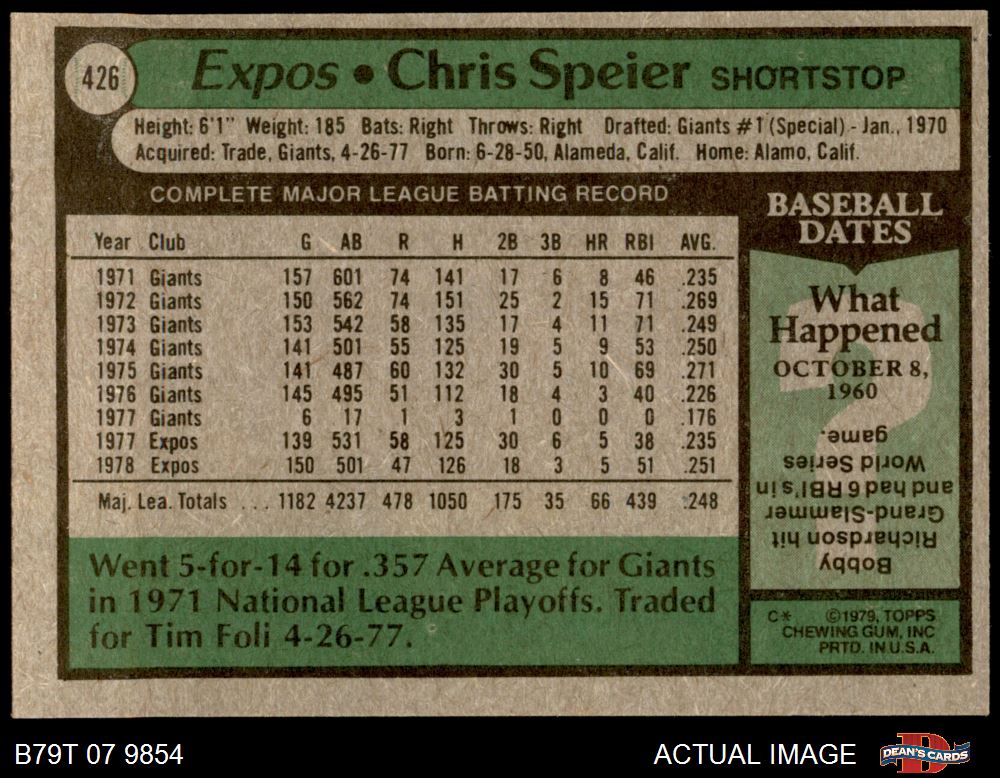 426
Expos • Chris Speier SHORTSTOP
Height: 6'1" Weight: 185 Bats: Right Throws: Right Drafted: Giants #1 (Special) - Jan., 1970
Acquired: Trade, Giants, 4-26-77 Born: 6-28-50, Alameda, Calif. Home: Alamo, Calif.
COMPLETE MAJOR LEAGUE BATTING RECORD
Year Club G AB R H 2B 3B HR RBI AVG.
1971 Giants 157 601 74 141 17 6 8 46 .235
1972 Giants 150 562 74 151 25 2 15 71 .269
1973 Giants 153 542 58 135 17 4 11 71 .249
1974 Giants 141 501 55 125 19 5 9 53 .250
1975 Giants 141 487 60 132 30 5 10 69 .271
1976 Giants 145 495 51 112 18 4 3 40 .226
1977 Giants 6 17 1 3 1 0 0 0 .176
1977 Expos 139 531 58 125 30 6 5 38 .235
1978 Expos 150 501 47 126 18 3 5 51 .251
Maj. Lea. Totals . . . 1182 4237 478 1050 175 35 66 439 .248
Went 5-for-14 for .357 Average for Giants
in 1971 National League Playoffs. Traded
for Tim Foli 4-26-77.
BASEBALL
DATES
What
Happened
OCTOBER 8,
1960
?
Bobby
Richardson hit
Grand-Slammer
and had 6 RBI's in
World Series
game.
C* ©1979, TOPPS
CHEWING GUM, INC
PRTD. IN U.S.A.
B79T 07 9854
ACTUAL IMAGE
D
DEAN'S CARDS